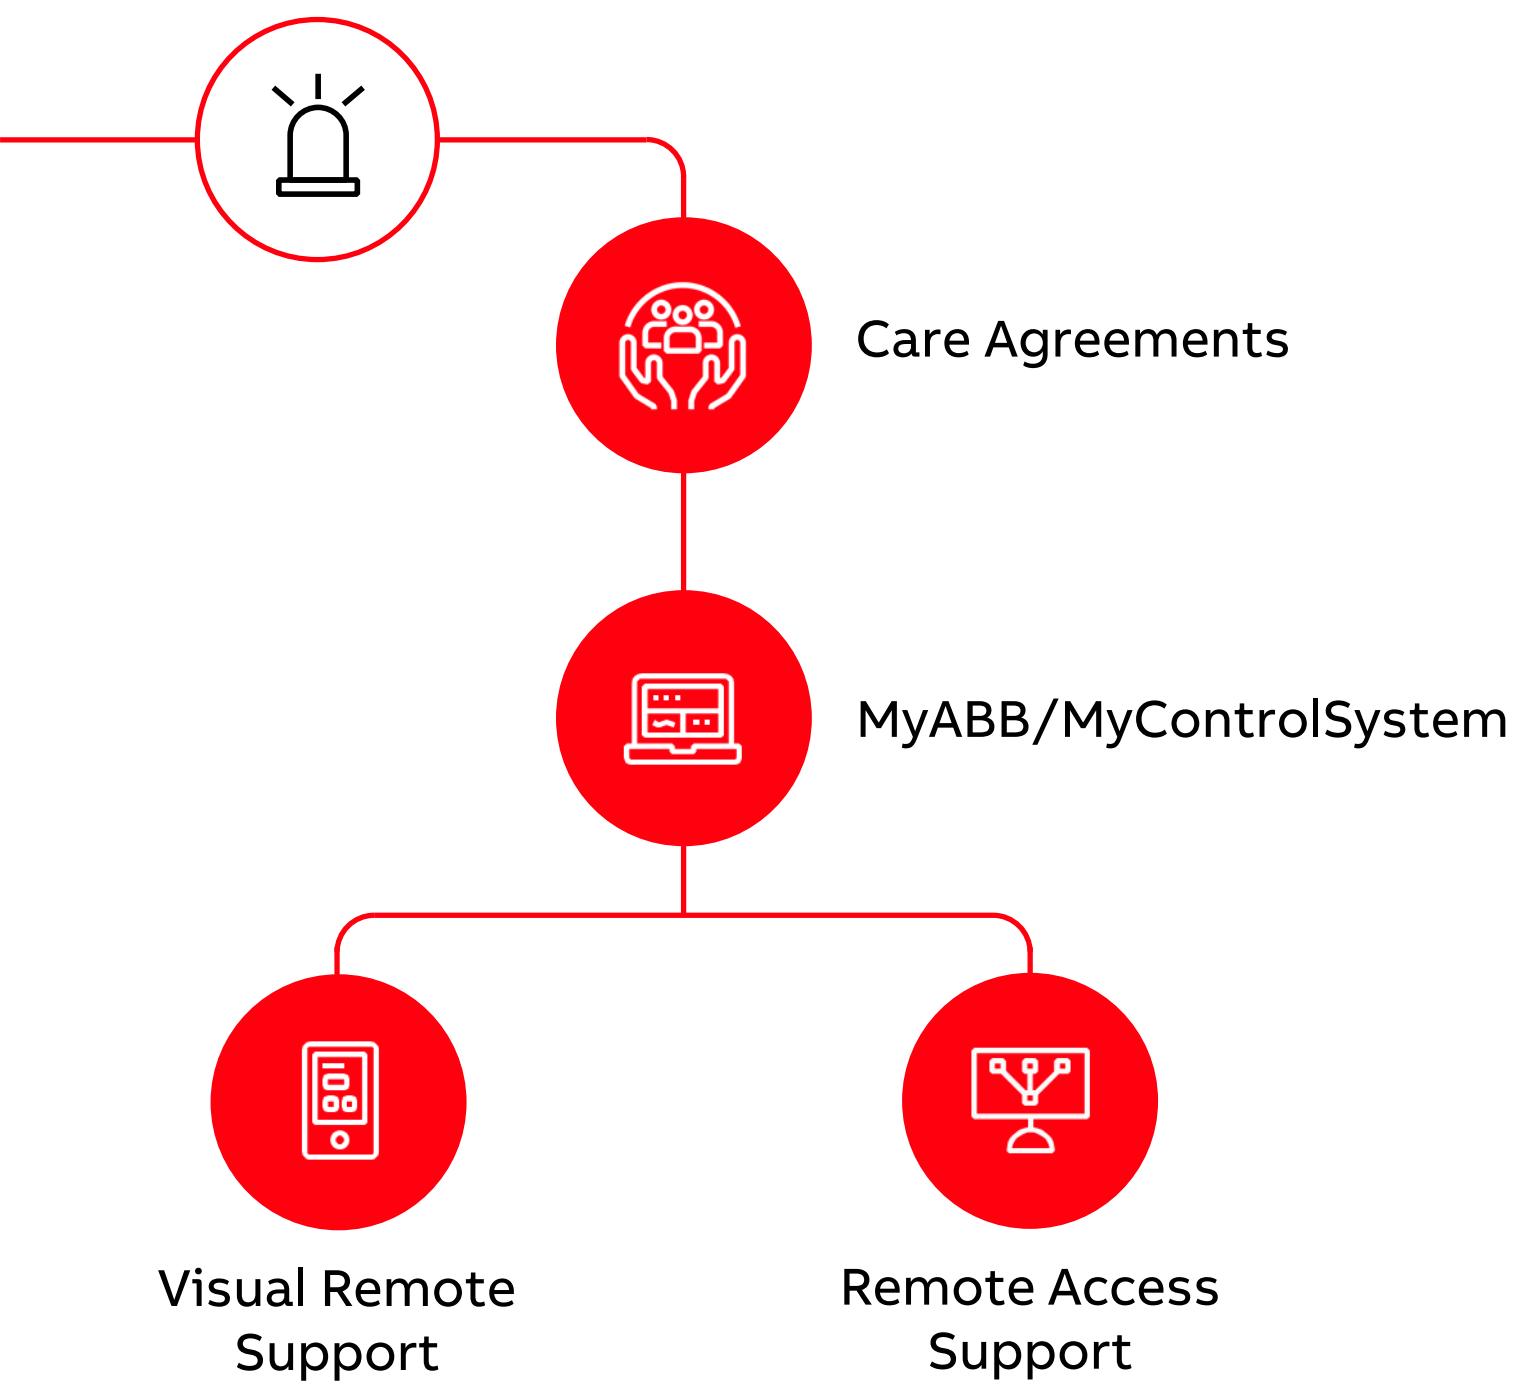 Care Agreements
MyABB/MyControlSystem
Visual Remote
Support
Remote Access
Support